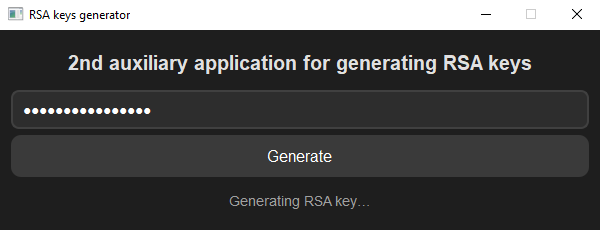 RSA keys generator
2nd auxiliary application for generating RSA keys
••••••••••••••••
Generate
Generating RSA key...